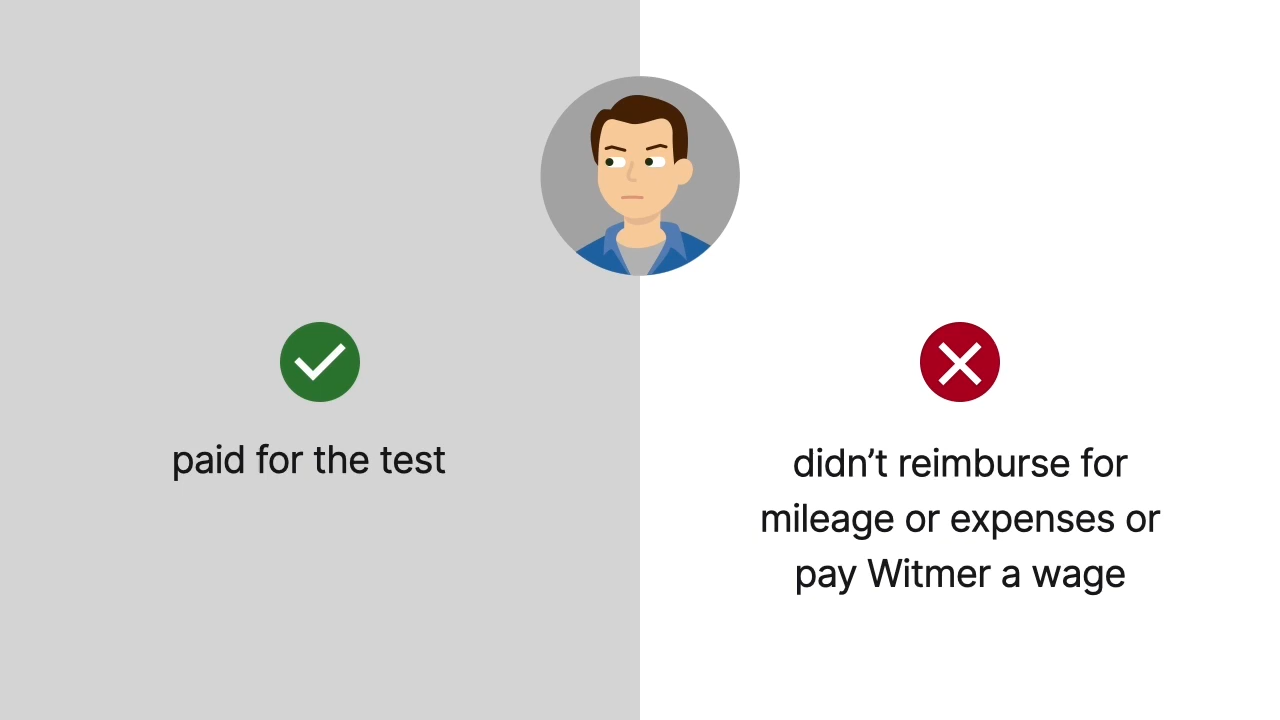 paid for the test
didn’t reimburse for
mileage or expenses or
pay Witmer a wage